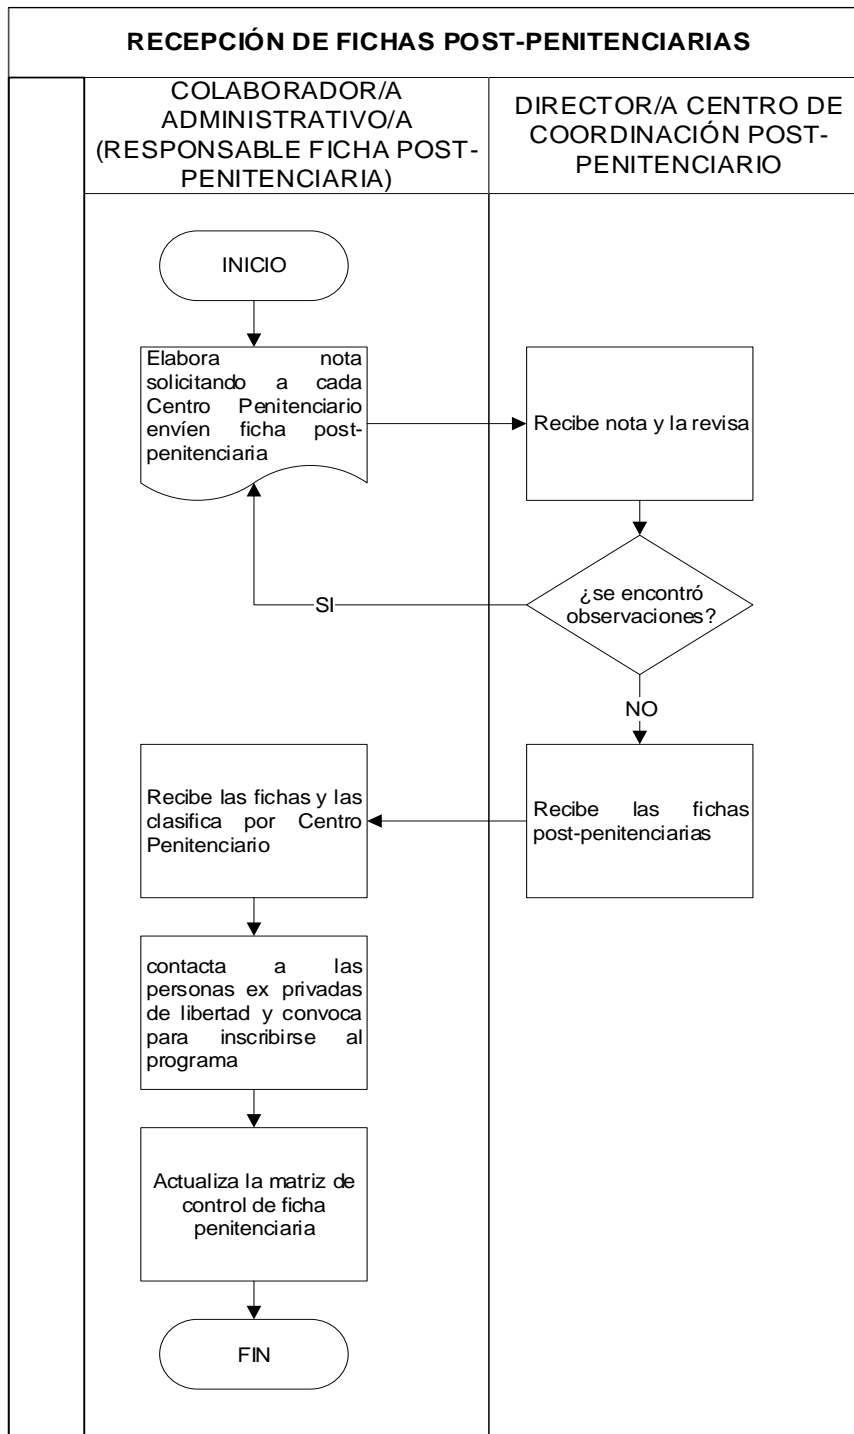 RECEPCIÓN DE FICHAS POST-PENITENCIARIAS
COLABORADOR/A
ADMINISTRATIVO/A
(RESPONSABLE FICHA POST-
PENITENCIARIA)
DIRECTOR/A CENTRO DE
COORDINACIÓN POST-
PENITENCIARIO
INICIO
Elabora nota
solicitando a cada
Centro Penitenciario
envíen ficha post-
penitenciaria
Recibe nota y la revisa
¿se encontró
observaciones?
SI
NO
Recibe las fichas
post-penitenciarias
Recibe las fichas y las
clasifica por Centro
Penitenciario
contacta a las
personas ex privadas
de libertad y convoca
para inscribirse al
programa
Actualiza la matriz de
control de ficha
penitenciaria
FIN